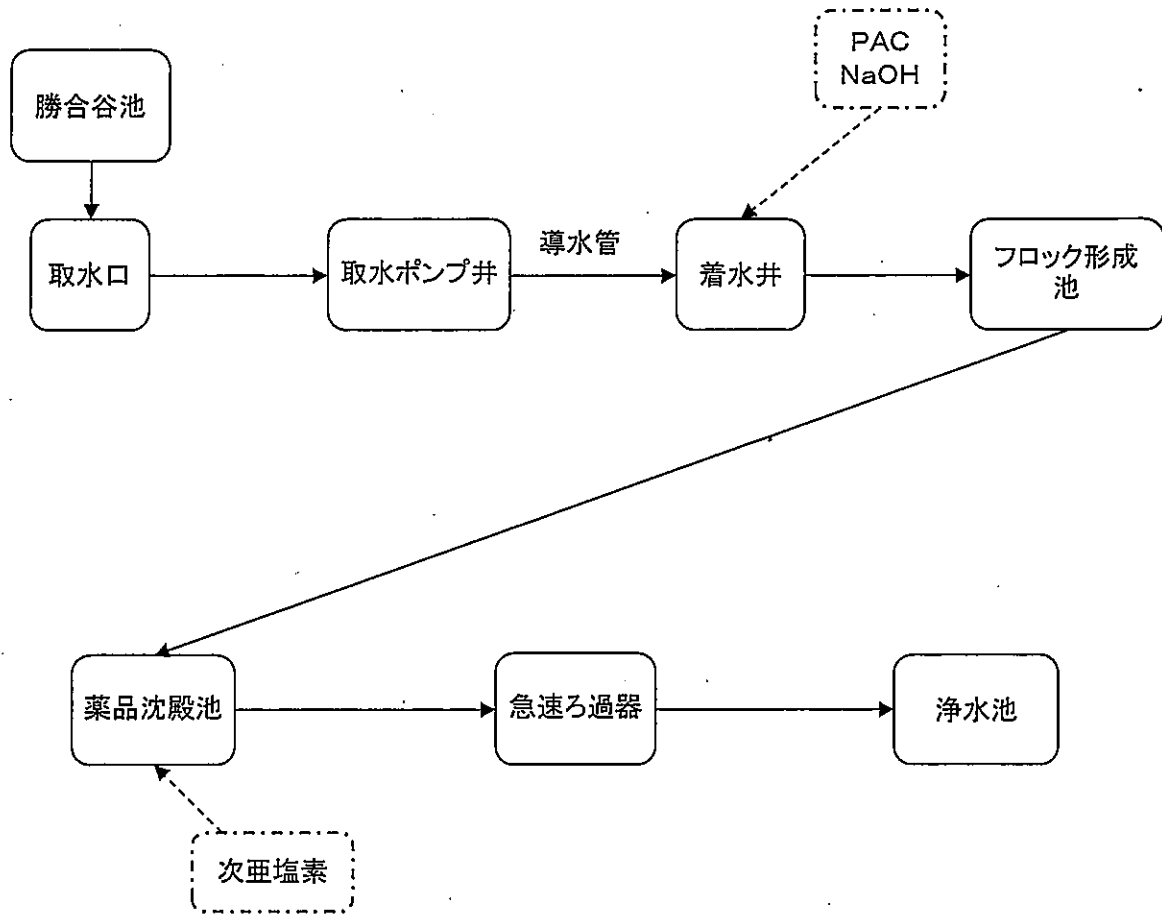 PAC
NaOH
勝合谷池
取水口
取水ポンプ井
導水管
着水井
フロック形成
池
薬品沈殿池
急速ろ過器
浄水池
次亜塩素